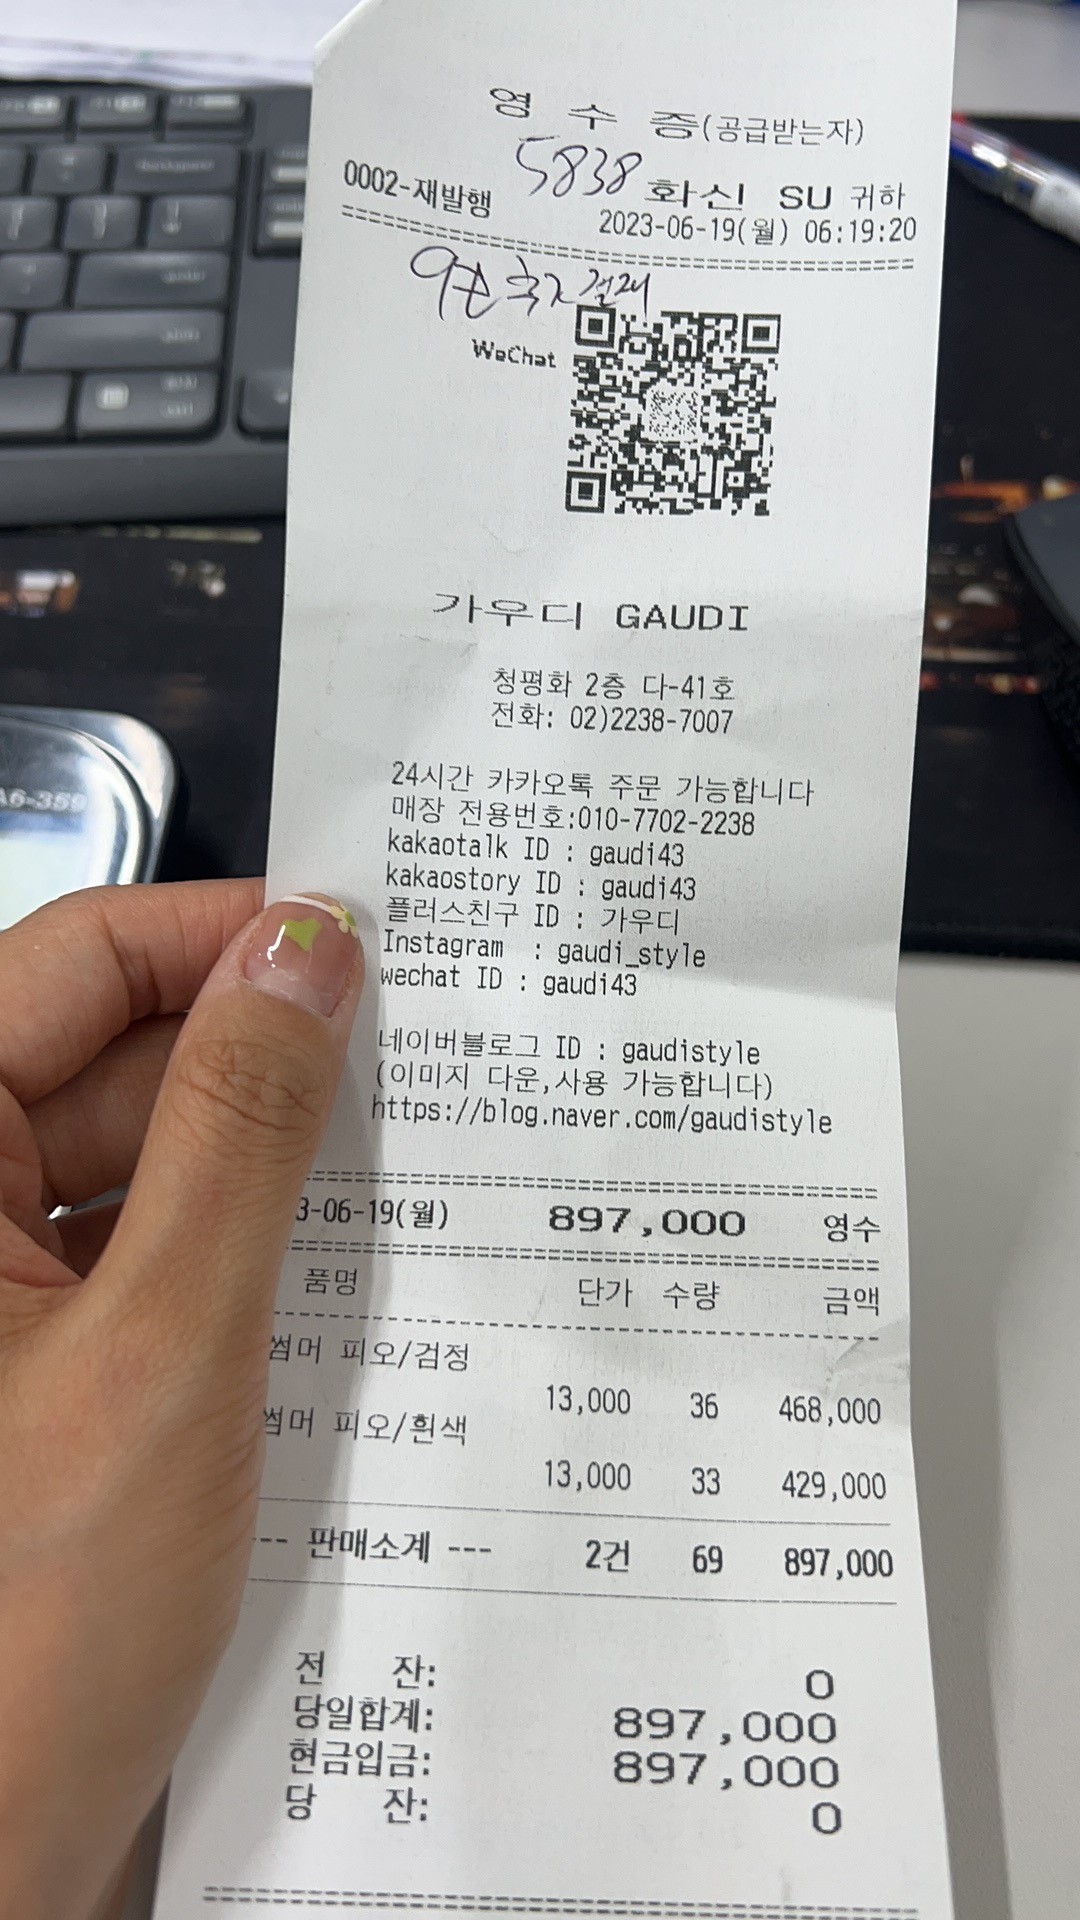 영 수 증(공급받는자)
5838
0002-재발행 화신 SU 귀하
2023-06-19(월) 06:19:20
결제
WeChat
가우디 GAUDI
청평화 2층 다-41호
전화: 02)2238-7007
24시간 카카오톡 주문 가능합니다
매장 전용번호:010-7702-2238
kakaotalk ID : gaudi43
kakaostory ID : gaudi43
플러스친구 ID : 가우디
Instagram : gaudi_style
wechat ID : gaudi43
네이버블로그 ID : gaudistyle
(이미지 다운,사용 가능합니다)
https://blog.naver.com/gaudistyle
3-06-19(월) 897,000 영수
품명 단가 수량 금액
썸머 피오/검정
13,000 36 468,000
썸머 피오/흰색
13,000 33 429,000
--- 판매소계 --- 2건 69 897,000
전 잔: 0
당일합계: 897,000
현금입금: 897,000
당 잔: 0
A6-359